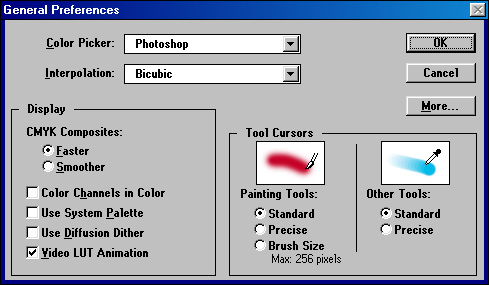 General Preferences
Color Picker: Photoshop
OK
Interpolation: Bicubic
Cancel
More...
Display
CMYK Composites:
Faster
Smoother
Color Channels in Color
Use System Palette
Use Diffusion Dither
Video LUT Animation
Tool Cursors
Painting Tools:
Standard
Precise
Brush Size
Max: 256 pixels
Other Tools:
Standard
Precise